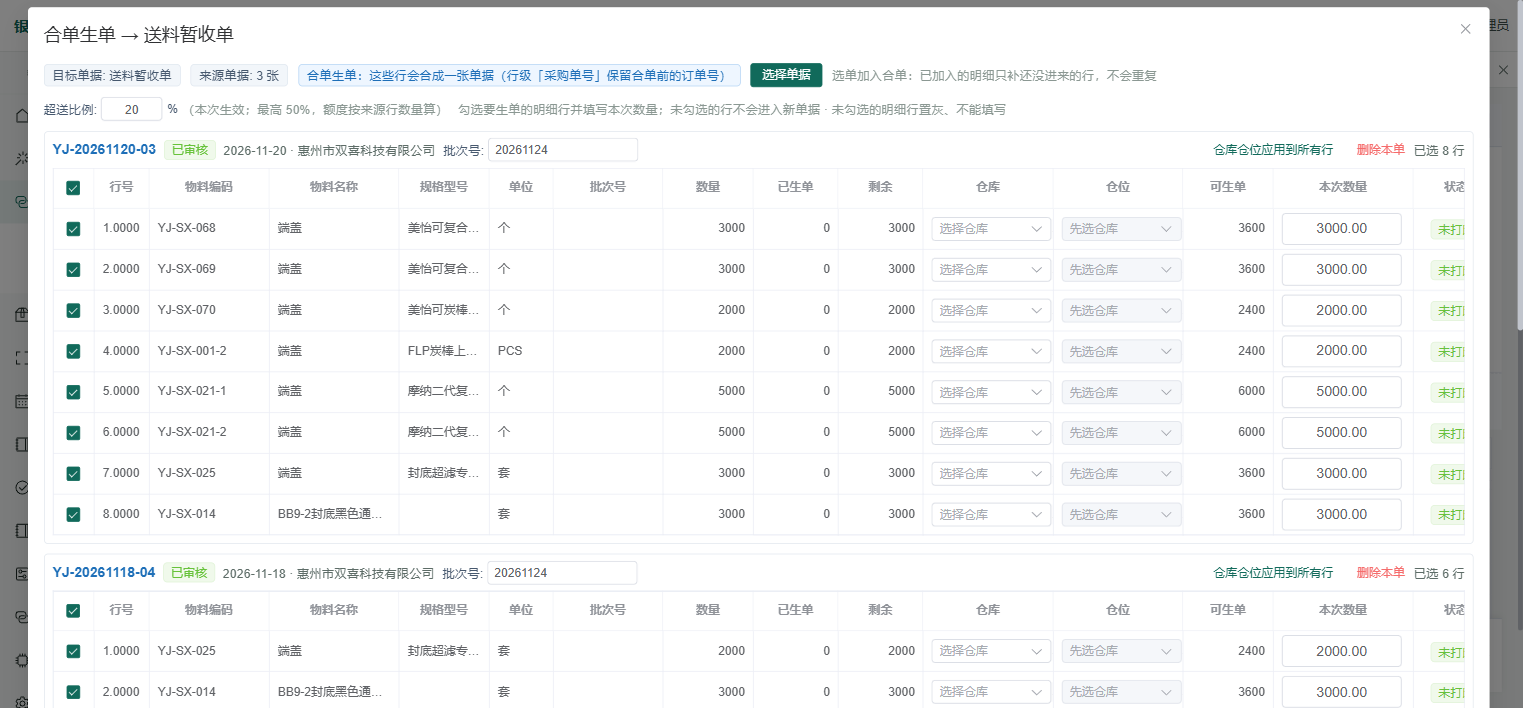 银
理员
合单生单 → 送料暂收单
目标单据: 送料暂收单 来源单据: 3 张 合单生单：这些行会合成一张单据（行级「采购单号」保留合单前的订单号） 选择单据 选单加入合单：已加入的明细只补还没进来的行，不会重复
超送比例: 20 % （本次生效；最高 50%，额度按来源行数量算） 勾选要生单的明细行并填写本次数量；未勾选的行不会进入新单据 · 未勾选的明细行置灰、不能填写
YJ-20261120-03 已审核 2026-11-20 · 惠州市双喜科技有限公司 批次号: 20261124 仓库仓位应用到所有行 删除本单 已选 8 行
行号 物料编码 物料名称 规格型号 单位 批次号 数量 已生单 剩余 仓库 仓位 可生单 本次数量 状态
1.0000 YJ-SX-068 端盖 美怡可复合... 个 3000 0 3000 选择仓库 先选仓库 3600 3000.00 未打
2.0000 YJ-SX-069 端盖 美怡可复合... 个 3000 0 3000 选择仓库 先选仓库 3600 3000.00 未打
3.0000 YJ-SX-070 端盖 美怡可炭棒... 个 2000 0 2000 选择仓库 先选仓库 2400 2000.00 未打
4.0000 YJ-SX-001-2 端盖 FLP炭棒上... PCS 2000 0 2000 选择仓库 先选仓库 2400 2000.00 未打
5.0000 YJ-SX-021-1 端盖 摩纳二代复... 个 5000 0 5000 选择仓库 先选仓库 6000 5000.00 未打
6.0000 YJ-SX-021-2 端盖 摩纳二代复... 个 5000 0 5000 选择仓库 先选仓库 6000 5000.00 未打
7.0000 YJ-SX-025 端盖 封底超滤专... 套 3000 0 3000 选择仓库 先选仓库 3600 3000.00 未打
8.0000 YJ-SX-014 BB9-2封底黑色通... 套 3000 0 3000 选择仓库 先选仓库 3600 3000.00 未打
YJ-20261118-04 已审核 2026-11-18 · 惠州市双喜科技有限公司 批次号: 20261124 仓库仓位应用到所有行 删除本单 已选 6 行
行号 物料编码 物料名称 规格型号 单位 批次号 数量 已生单 剩余 仓库 仓位 可生单 本次数量 状态
1.0000 YJ-SX-025 端盖 封底超滤专... 套 2000 0 2000 选择仓库 先选仓库 2400 2000.00 未打
2.0000 YJ-SX-014 BB9-2封底黑色通... 套 3000 0 3000 选择仓库 先选仓库 3600 3000.00 未打